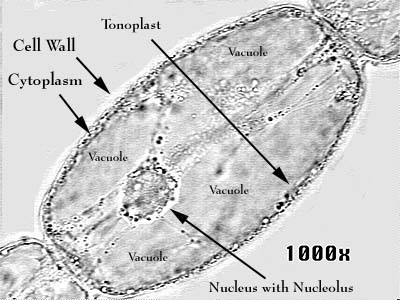 Tonoplast
Cell Wall
Vacuole
Cytoplasm
Vacuole
Vacuole
Vacuole
1000x
Nucleus with Nucleolus